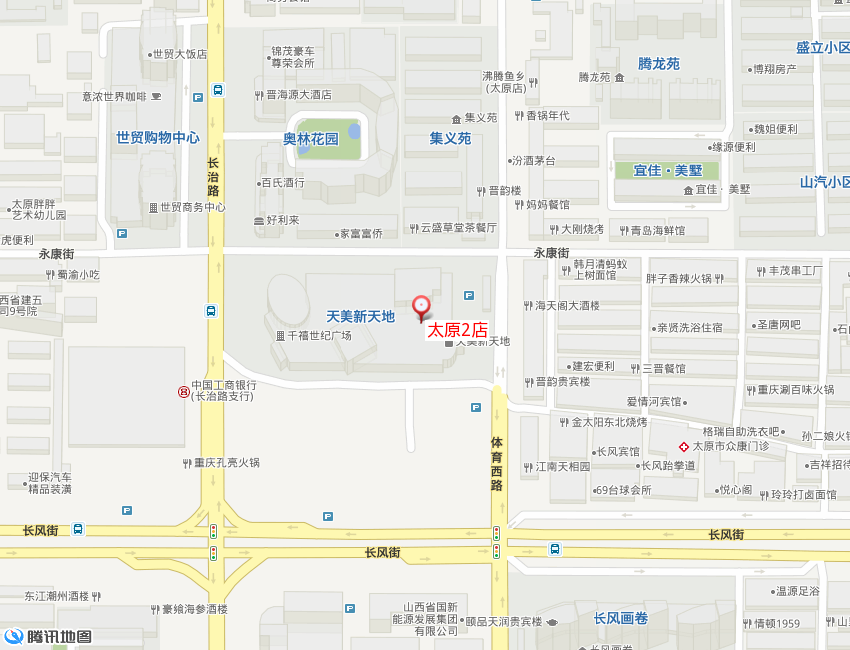 世贸大饭店
锦茂豪车
尊荣会所
沸腾鱼乡
(太原店)
腾龙苑
腾龙苑
盛立小区
博翔房产
意浓世界咖啡
晋海源大酒店
世贸购物中心
奥林花园
集义苑
集义苑
香锅年代
魏姐便利
缘源便利
汾酒茅台
宜佳·美墅
宜佳·美墅
山汽小区
长治路
百氏酒行
晋韵楼
妈妈餐馆
太原胖胖
艺术幼儿园
世贸商务中心
好利来
家富富侨
云盛草堂茶餐厅
大刚烧烤
青岛海鲜馆
虎便利
永康街
永康街
蜀渝小吃
韩月清蚂蚁
上树面馆
胖子香辣火锅
丰茂串工厂
西省建五
司9号院
天美新天地
千禧世纪广场
太原2店
天美新天地
海天阁大酒楼
亲贤洗浴住宿
圣唐网吧
建宏便利
三晋餐馆
晋韵贵宾楼
重庆涮百味火锅
中国工商银行
(长治路支行)
爱情河宾馆
金太阳东北烧烤
格瑞自助洗衣吧
孙二娘火锅
太原市众康门诊
体育西路
重庆孔亮火锅
江南天相园
长风宾馆
长风跆拳道
吉祥招待
迎保汽车
精品装潢
69台球会所
悦心阁
玲玲打卤面馆
长风街
长风街
长风街
东江潮州酒楼
豪飨海参酒楼
山西省国新
能源发展集团
有限公司
颐品天润贵宾楼
长风画卷
长风画卷
温源足浴
情顿1959
腾讯地图